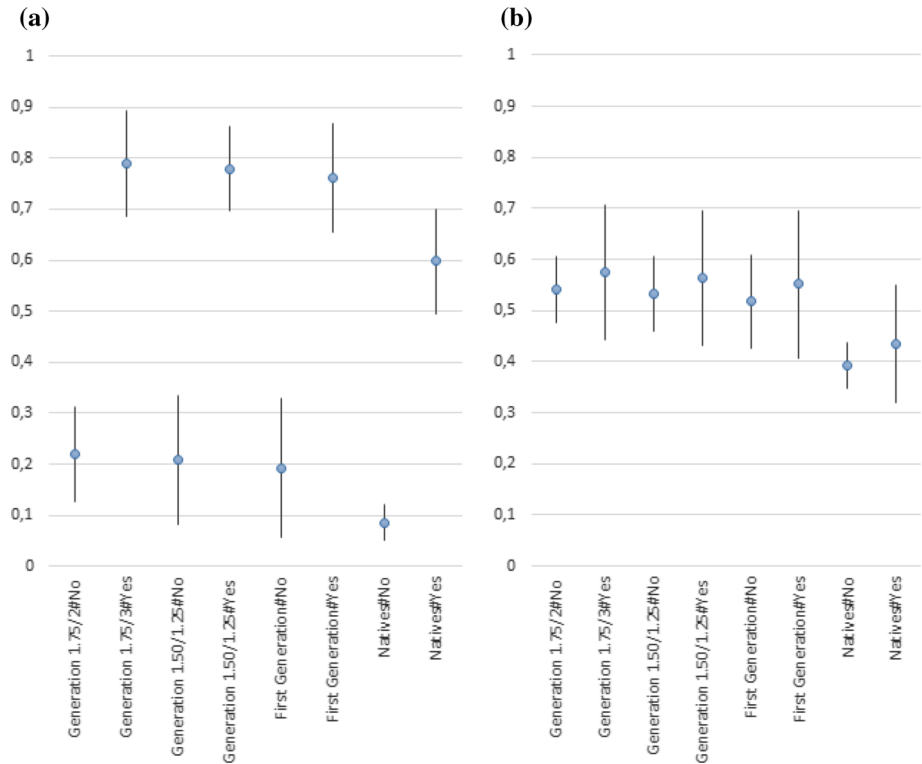 (a)
1
0,9
0,8
0,7
0,6
0,5
0,4
0,3
0,2
0,1
0
Generation 1.75/2#No
Generation 1.75/3#Yes
Generation 1.50/1.25#No
Generation 1.50/1.25#Yes
First Generation#No
First Generation#Yes
Natives#No
Natives#Yes
(b)
1
0,9
0,8
0,7
0,6
0,5
0,4
0,3
0,2
0,1
0
Generation 1.75/2#No
Generation 1.75/3#Yes
Generation 1.50/1.25#No
Generation 1.50/1.25#Yes
First Generation#No
First Generation#Yes
Natives#No
Natives#Yes